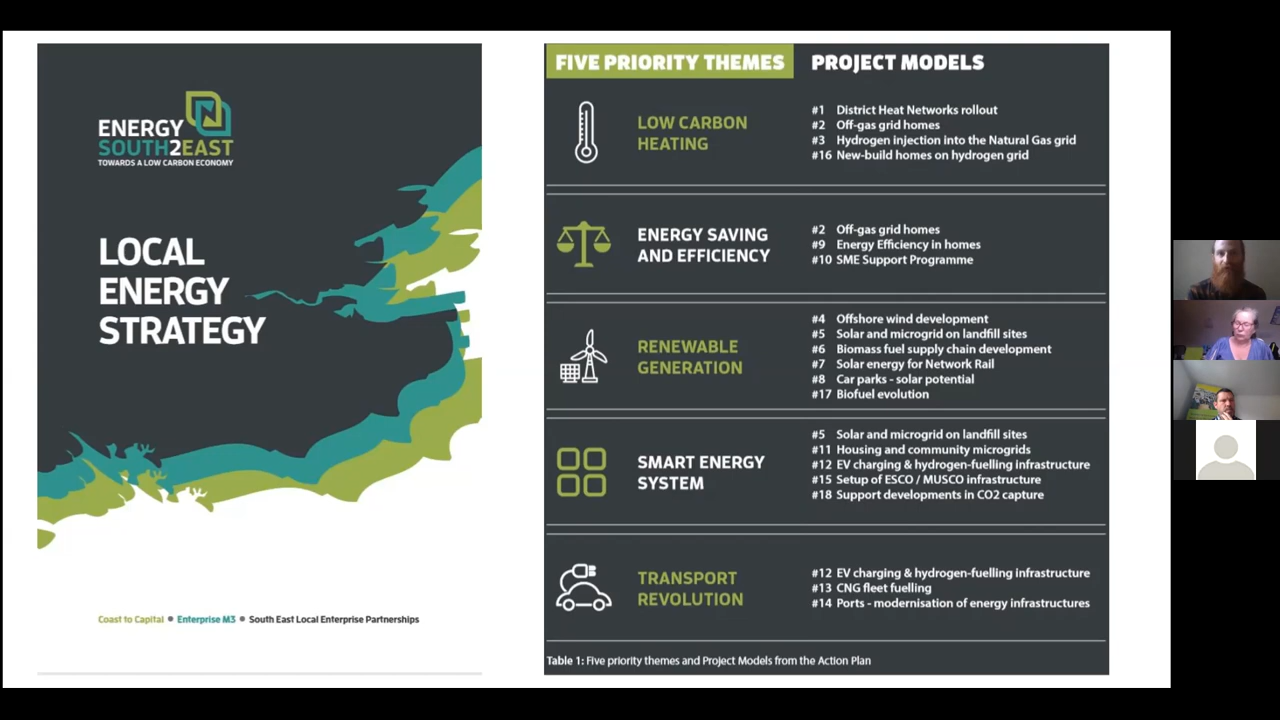 ENERGY
SOUTH2EAST
TOWARDS A LOW CARBON ECONOMY
LOCAL
ENERGY
STRATEGY
Coast to Capital • Enterprise M3 • South East Local Enterprise Partnerships
FIVE PRIORITY THEMES PROJECT MODELS
LOW CARBON
HEATING
#1 District Heat Networks rollout
#2 Off-gas grid homes
#3 Hydrogen injection into the Natural Gas grid
#16 New-build homes on hydrogen grid
ENERGY SAVING
AND EFFICIENCY
#2 Off-gas grid homes
#9 Energy Efficiency in homes
#10 SME Support Programme
RENEWABLE
GENERATION
#4 Offshore wind development
#5 Solar and microgrid on landfill sites
#6 Biomass fuel supply chain development
#7 Solar energy for Network Rail
#8 Car parks - solar potential
#17 Biofuel evolution
SMART ENERGY
SYSTEM
#5 Solar and microgrid on landfill sites
#11 Housing and community microgrids
#12 EV charging & hydrogen-fuelling infrastructure
#15 Setup of ESCO / MUSCO infrastructure
#18 Support developments in CO2 capture
TRANSPORT
REVOLUTION
#12 EV charging & hydrogen-fuelling infrastructure
#13 CNG fleet fuelling
#14 Ports - modernisation of energy infrastructures
Table 1: Five priority themes and Project Models from the Action Plan